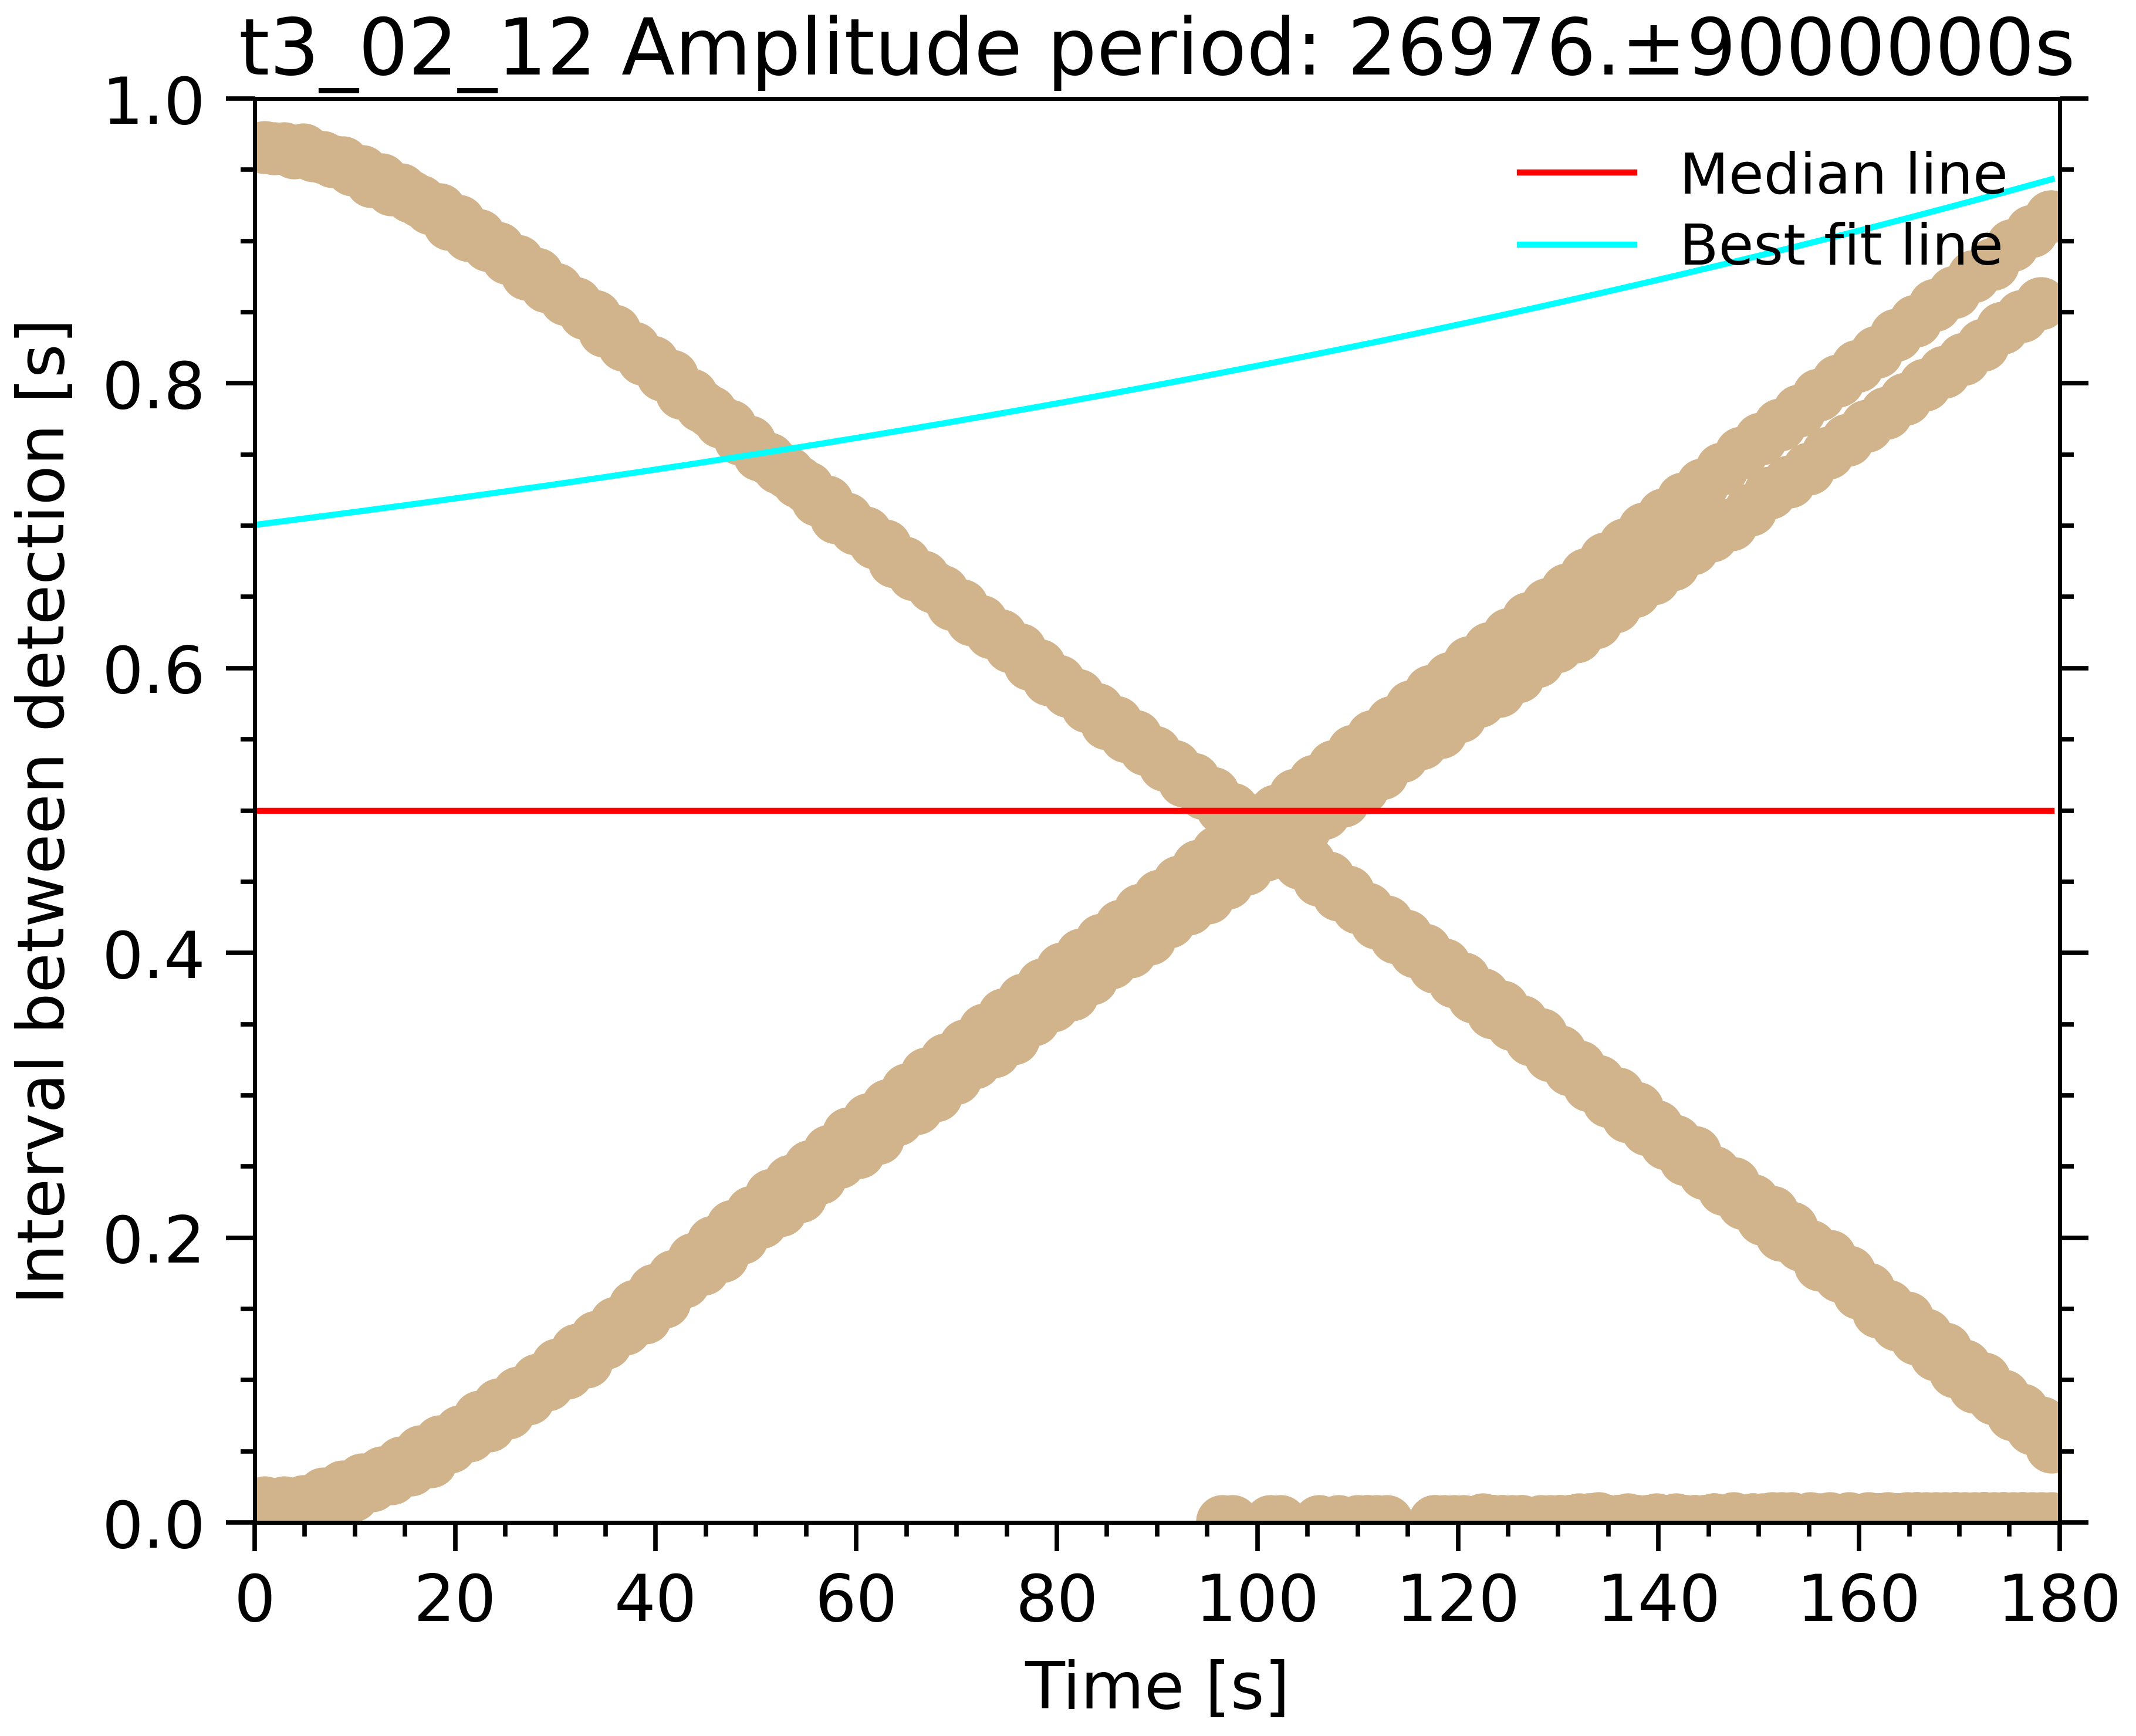 t3_02_12 Amplitude period: 26976.±9000000s
Interval between detection [s]
1.0
0.8
0.6
0.4
0.2
0.0
Median line
Best fit line
0 20 40 60 80 100 120 140 160 180
Time [s]